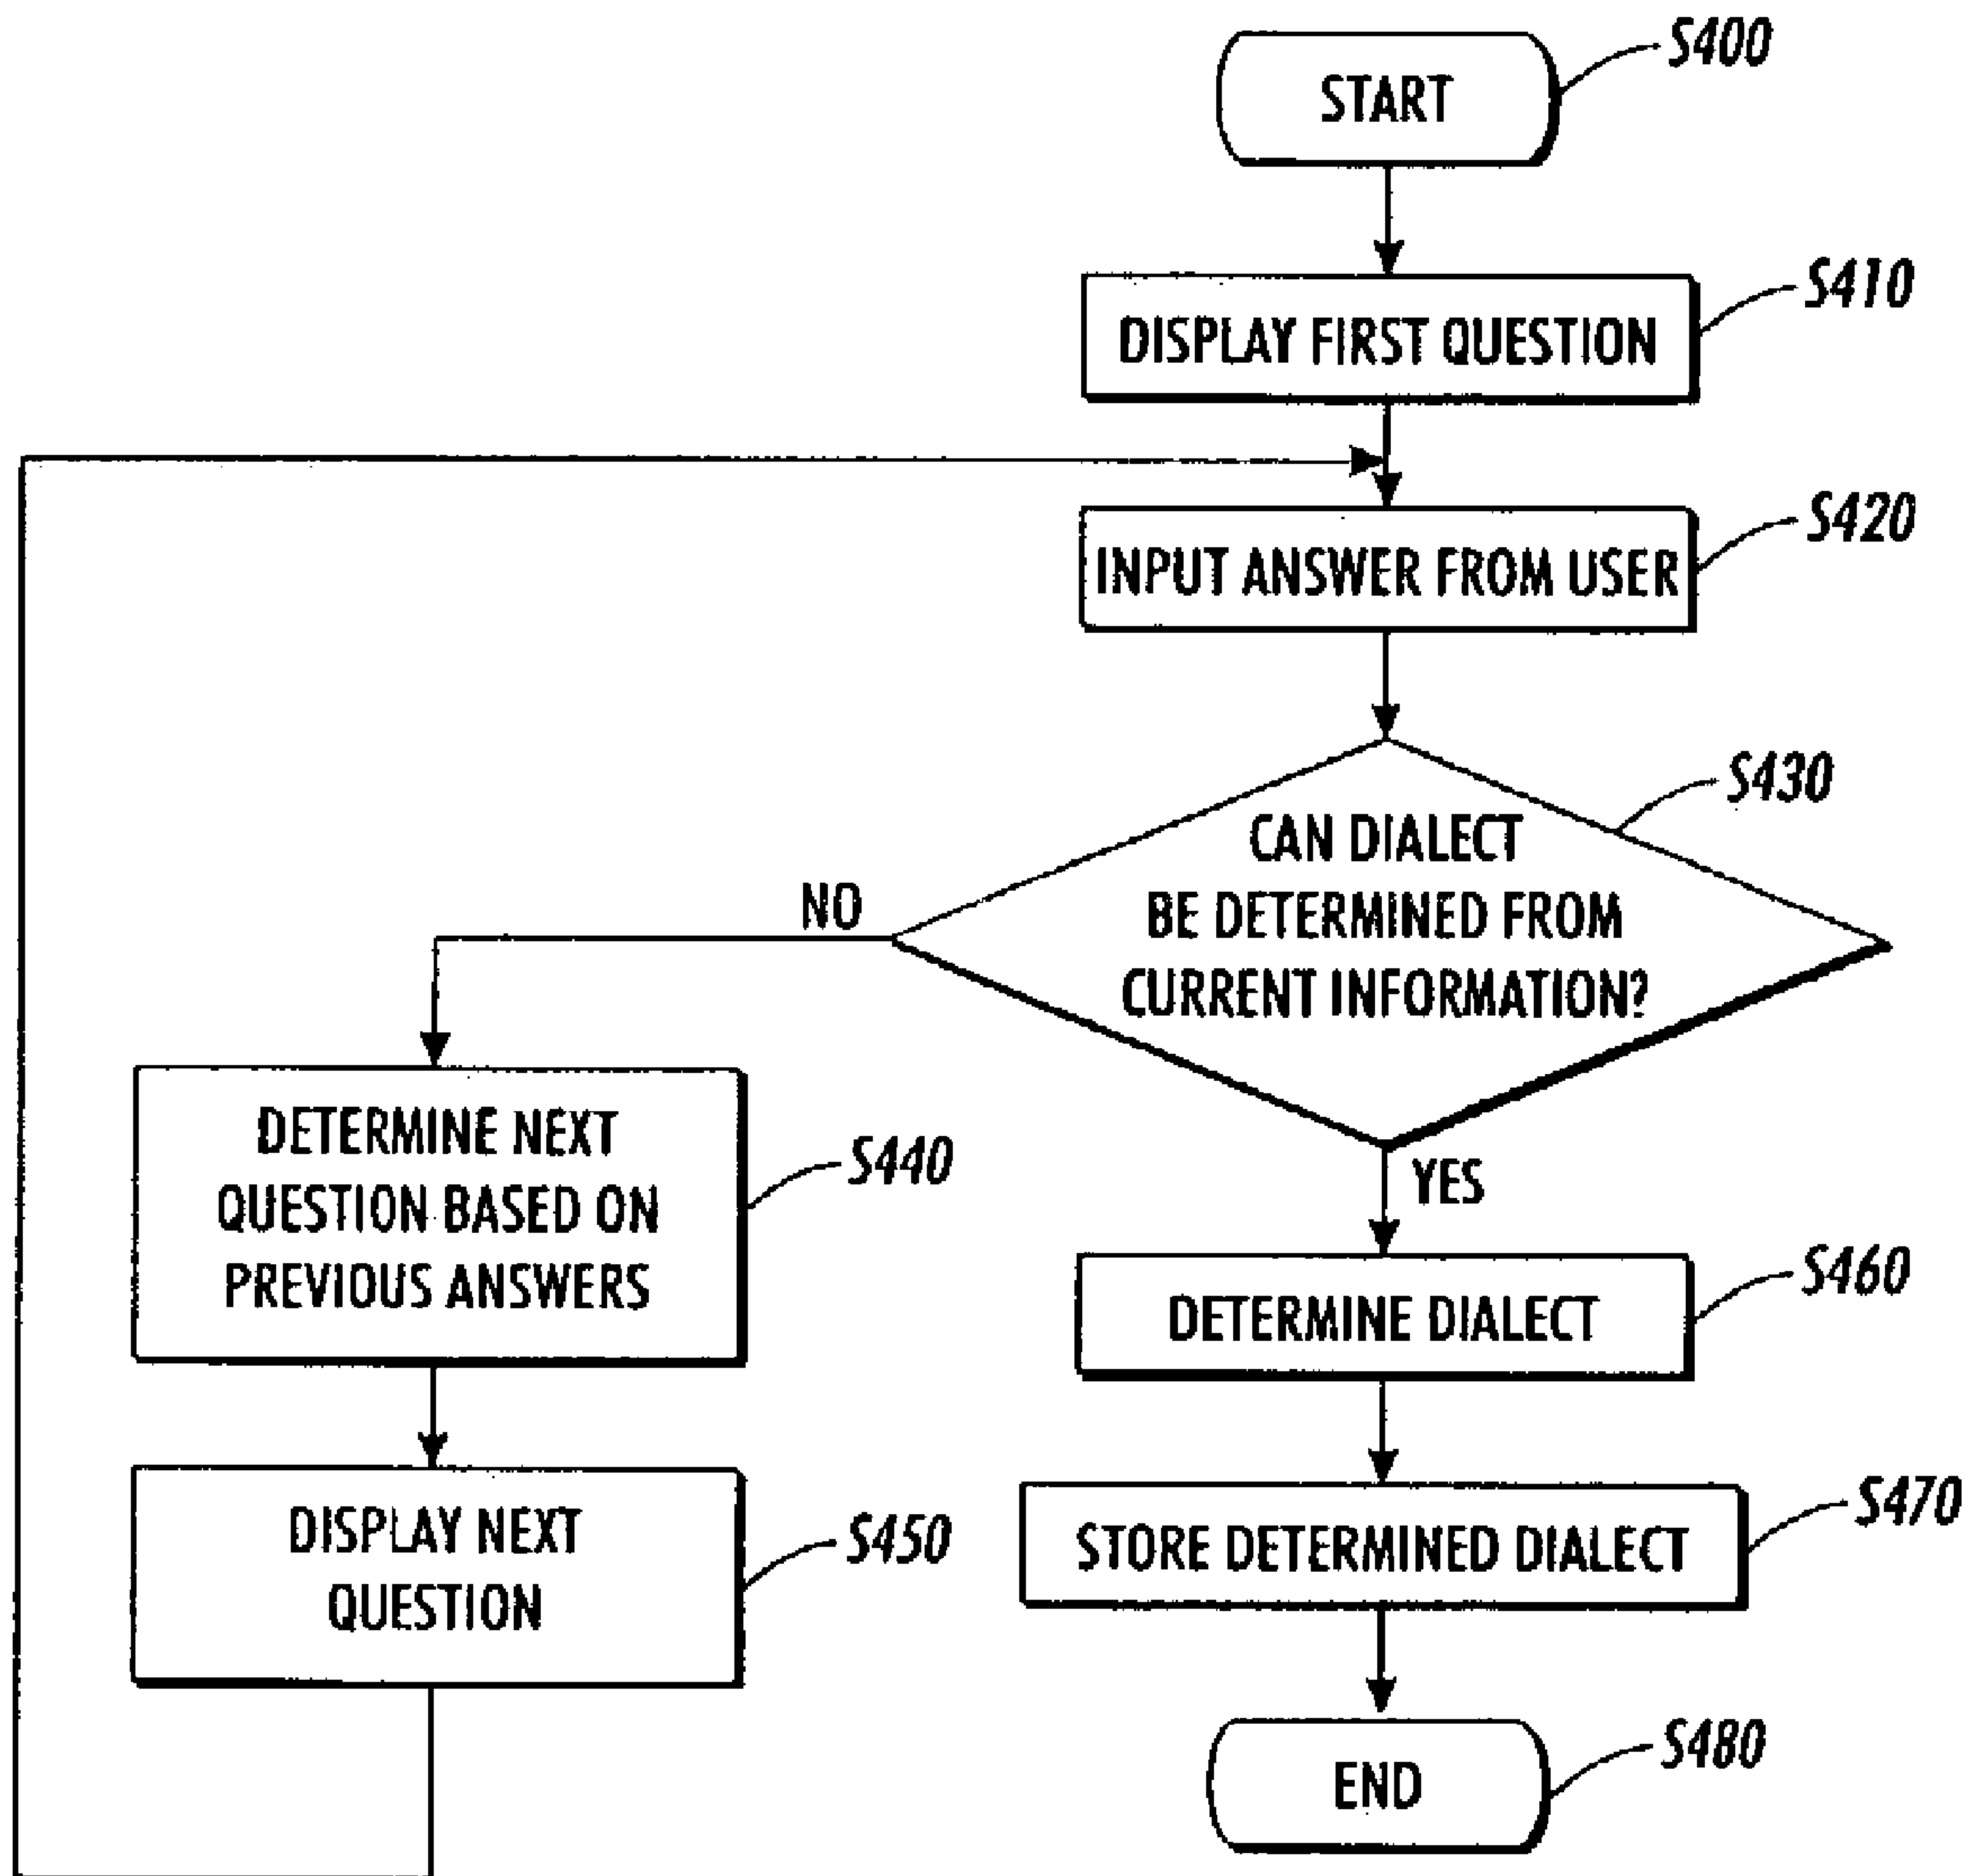 START
S400
DISPLAY FIRST QUESTION
S410
INPUT ANSWER FROM USER
S420
CAN DIALECT
BE DETERMINED FROM
CURRENT INFORMATION?
S430
NO
YES
DETERMINE NEXT
QUESTION BASED ON
PREVIOUS ANSWERS
S440
DISPLAY NEXT
QUESTION
S450
DETERMINE DIALECT
S460
STORE DETERMINED DIALECT
S470
END
S480